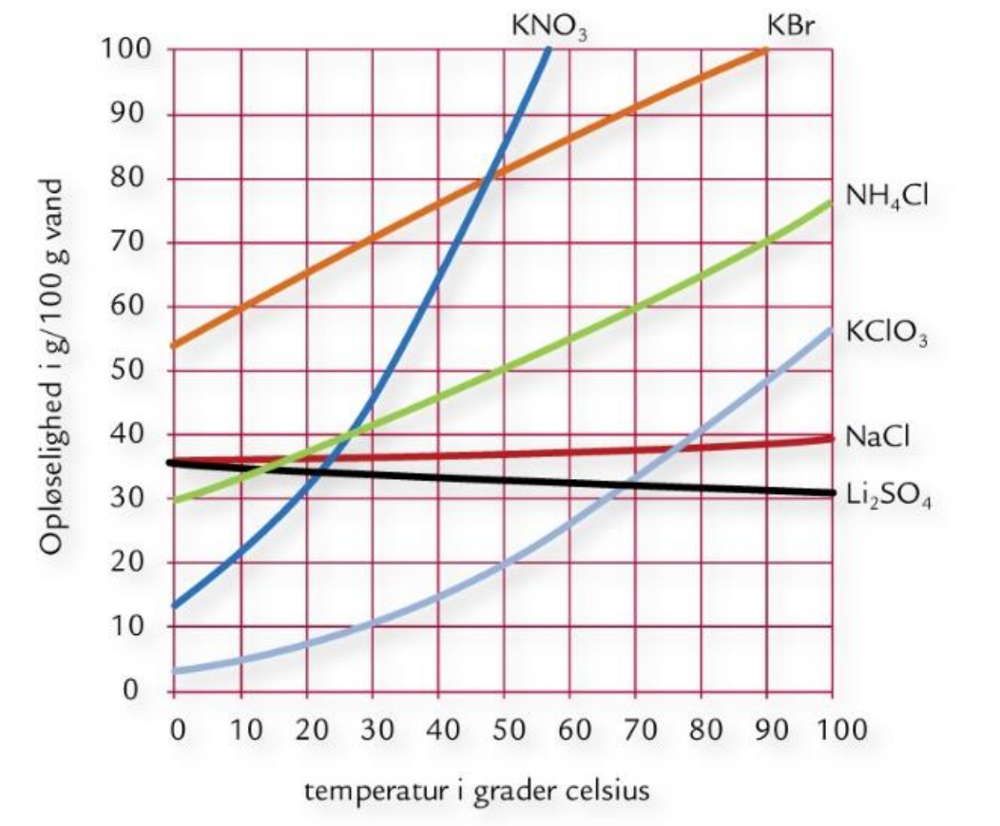 KNO₃
KBr
100
90
80
70
60
50
40
30
20
10
0
Opløselighed i g/100 g vand
NH₄Cl
KClO₃
NaCl
Li₂SO₄
0 10 20 30 40 50 60 70 80 90 100
temperatur i grader celsius